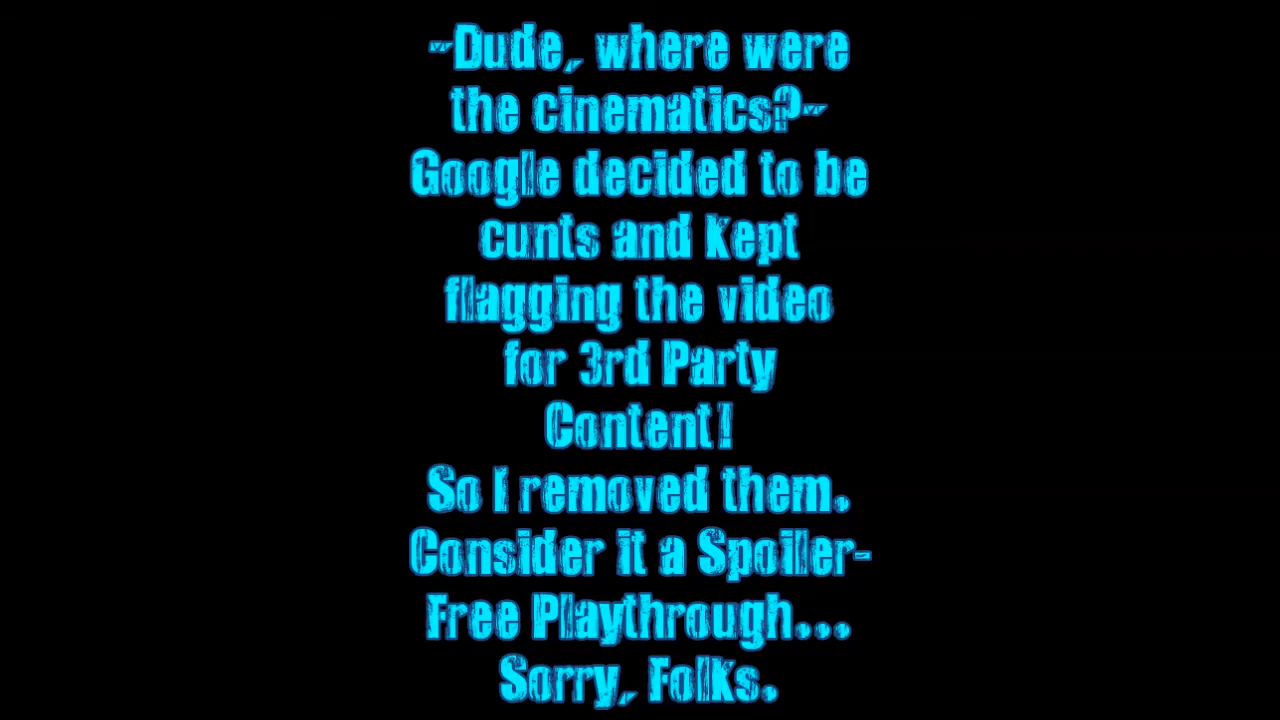 ~Dude, where were
the cinematics?~
Google decided to be
cunts and kept
flagging the video
for 3rd Party
Content!
So I removed them.
Consider it a Spoiler-
Free Playthrough...
Sorry, Folks.